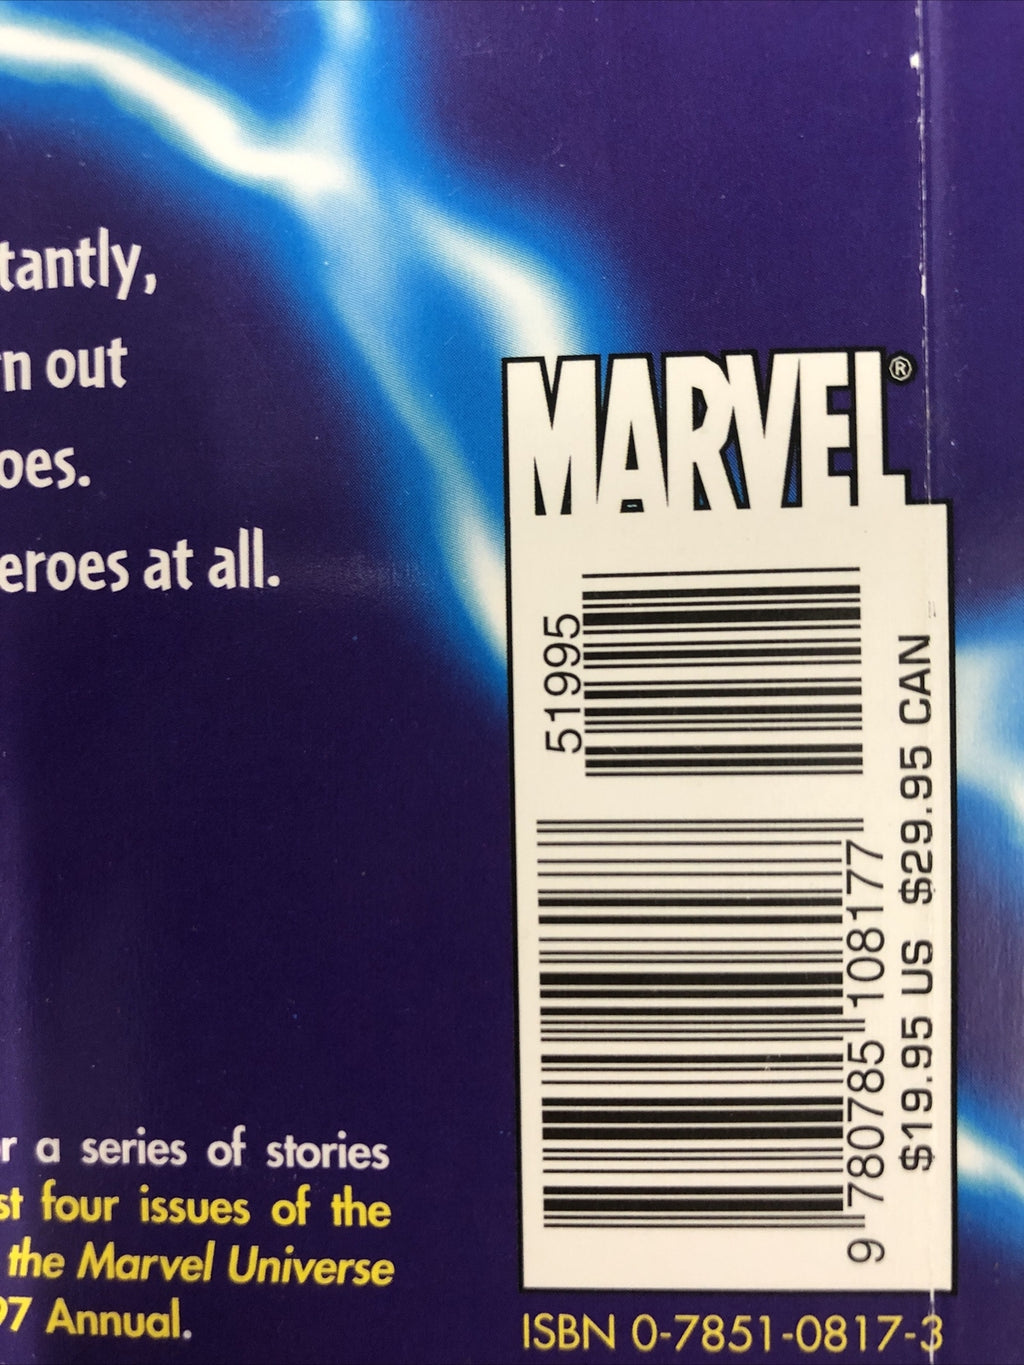 tantly,
n out
oes.
eroes at all.
MARVEL®
51995
9 780785 108177
$19.95 US $29.95 CAN
r a series of stories
st four issues of the
the Marvel Universe
97 Annual.
ISBN 0-7851-0817-3